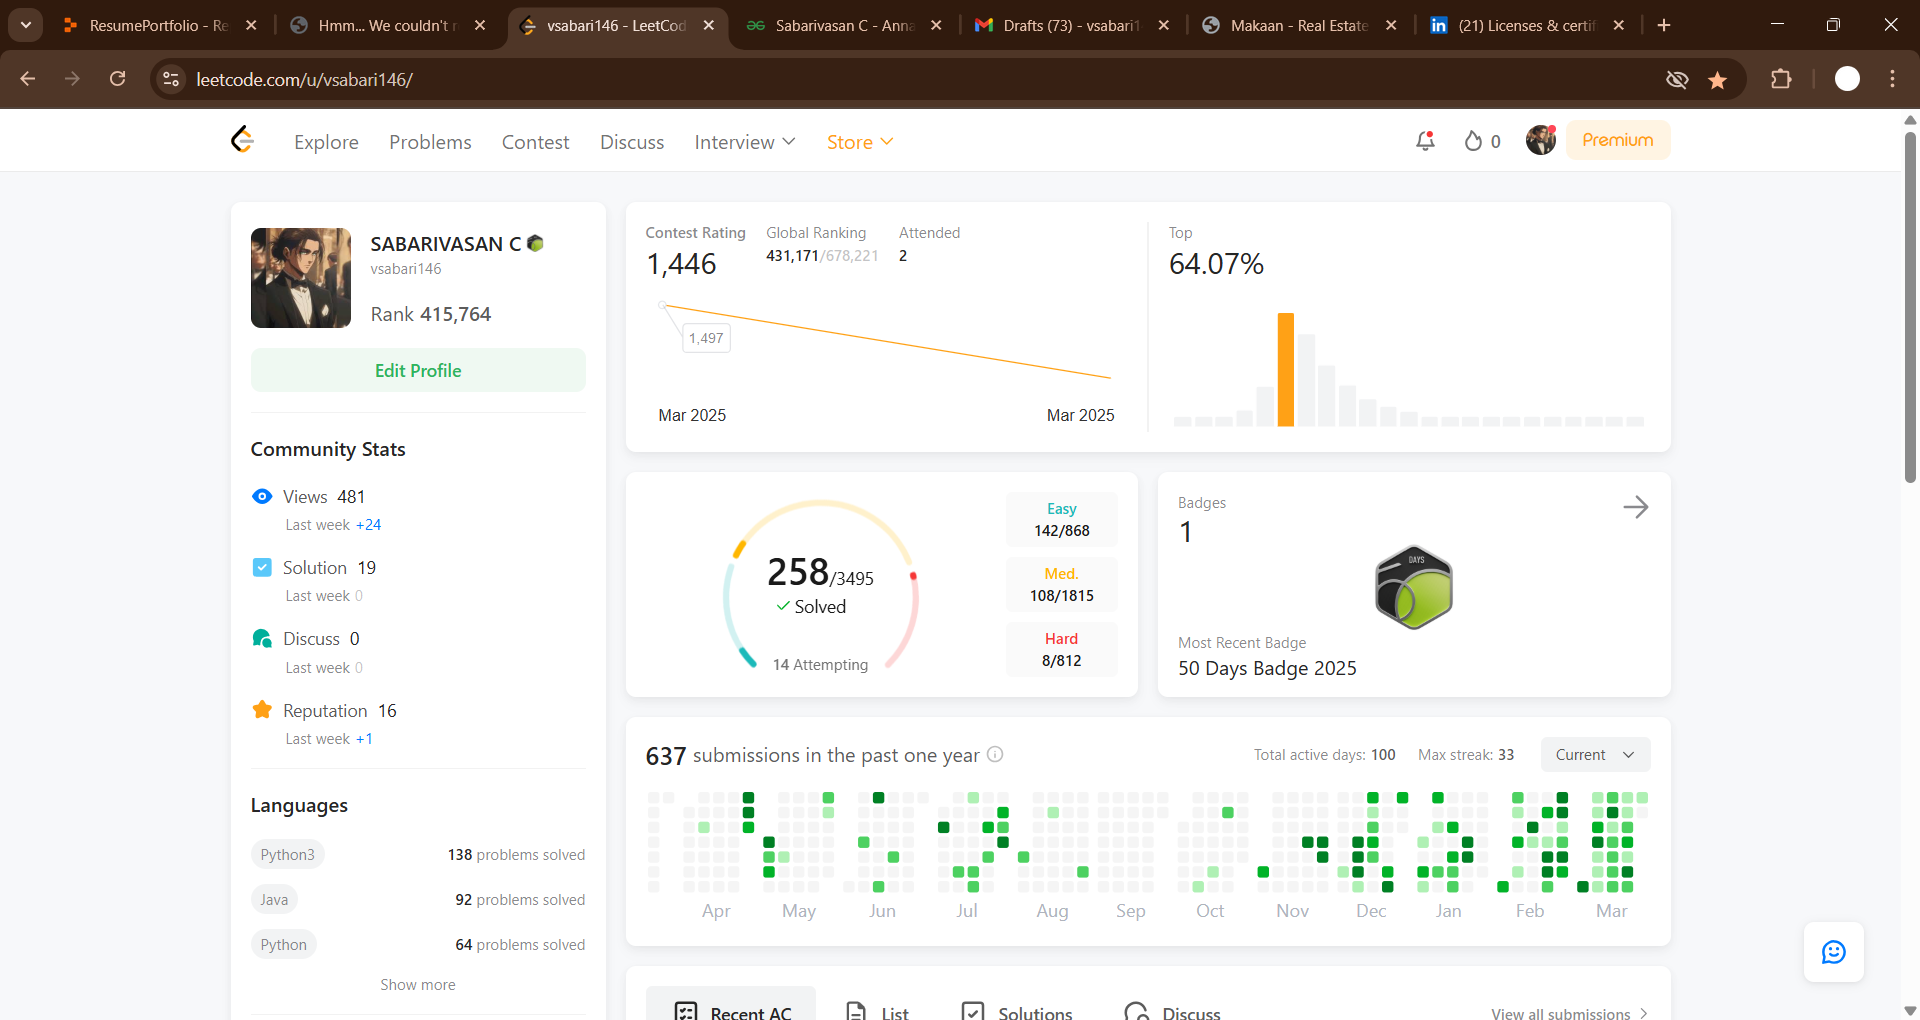 ResumePortfolio - Re
Hmm... We couldn't r
vsabari146 - LeetCod
Sabarivasan C - Anna
Drafts (73) - vsabari1
Makaan - Real Estate
(21) Licenses & certif
leetcode.com/u/vsabari146/
Explore Problems Contest Discuss Interview Store 0 Premium
SABARIVASAN C
vsabari146
Rank 415,764
Edit Profile
Community Stats
Views 481
Last week +24
Solution 19
Last week 0
Discuss 0
Last week 0
Reputation 16
Last week +1
Languages
Python3 138 problems solved
Java 92 problems solved
Python 64 problems solved
Show more
Contest Rating Global Ranking Attended
1,446 431,171/678,221 2
1,497
Mar 2025 Mar 2025
Top
64.07%
258/3495
Solved
14 Attempting
Easy
142/868
Med.
108/1815
Hard
8/812
Badges
1
DAYS
Most Recent Badge
50 Days Badge 2025
637 submissions in the past one year Total active days: 100 Max streak: 33 Current
Apr May Jun Jul Aug Sep Oct Nov Dec Jan Feb Mar
Recent AC List Solutions Discuss View all submissions